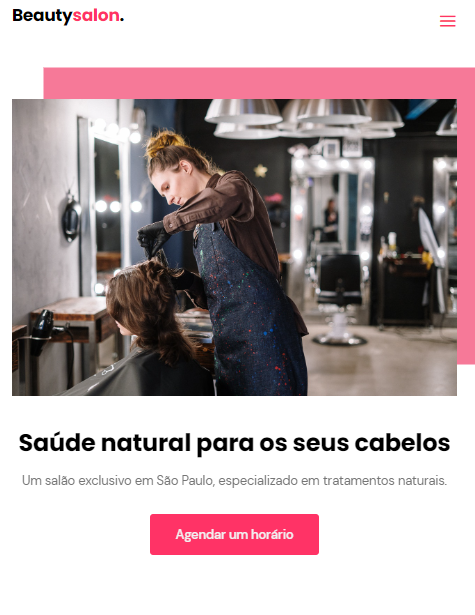 Beautysalon.
Saúde natural para os seus cabelos
Um salão exclusivo em São Paulo, especializado em tratamentos naturais.
Agendar um horário